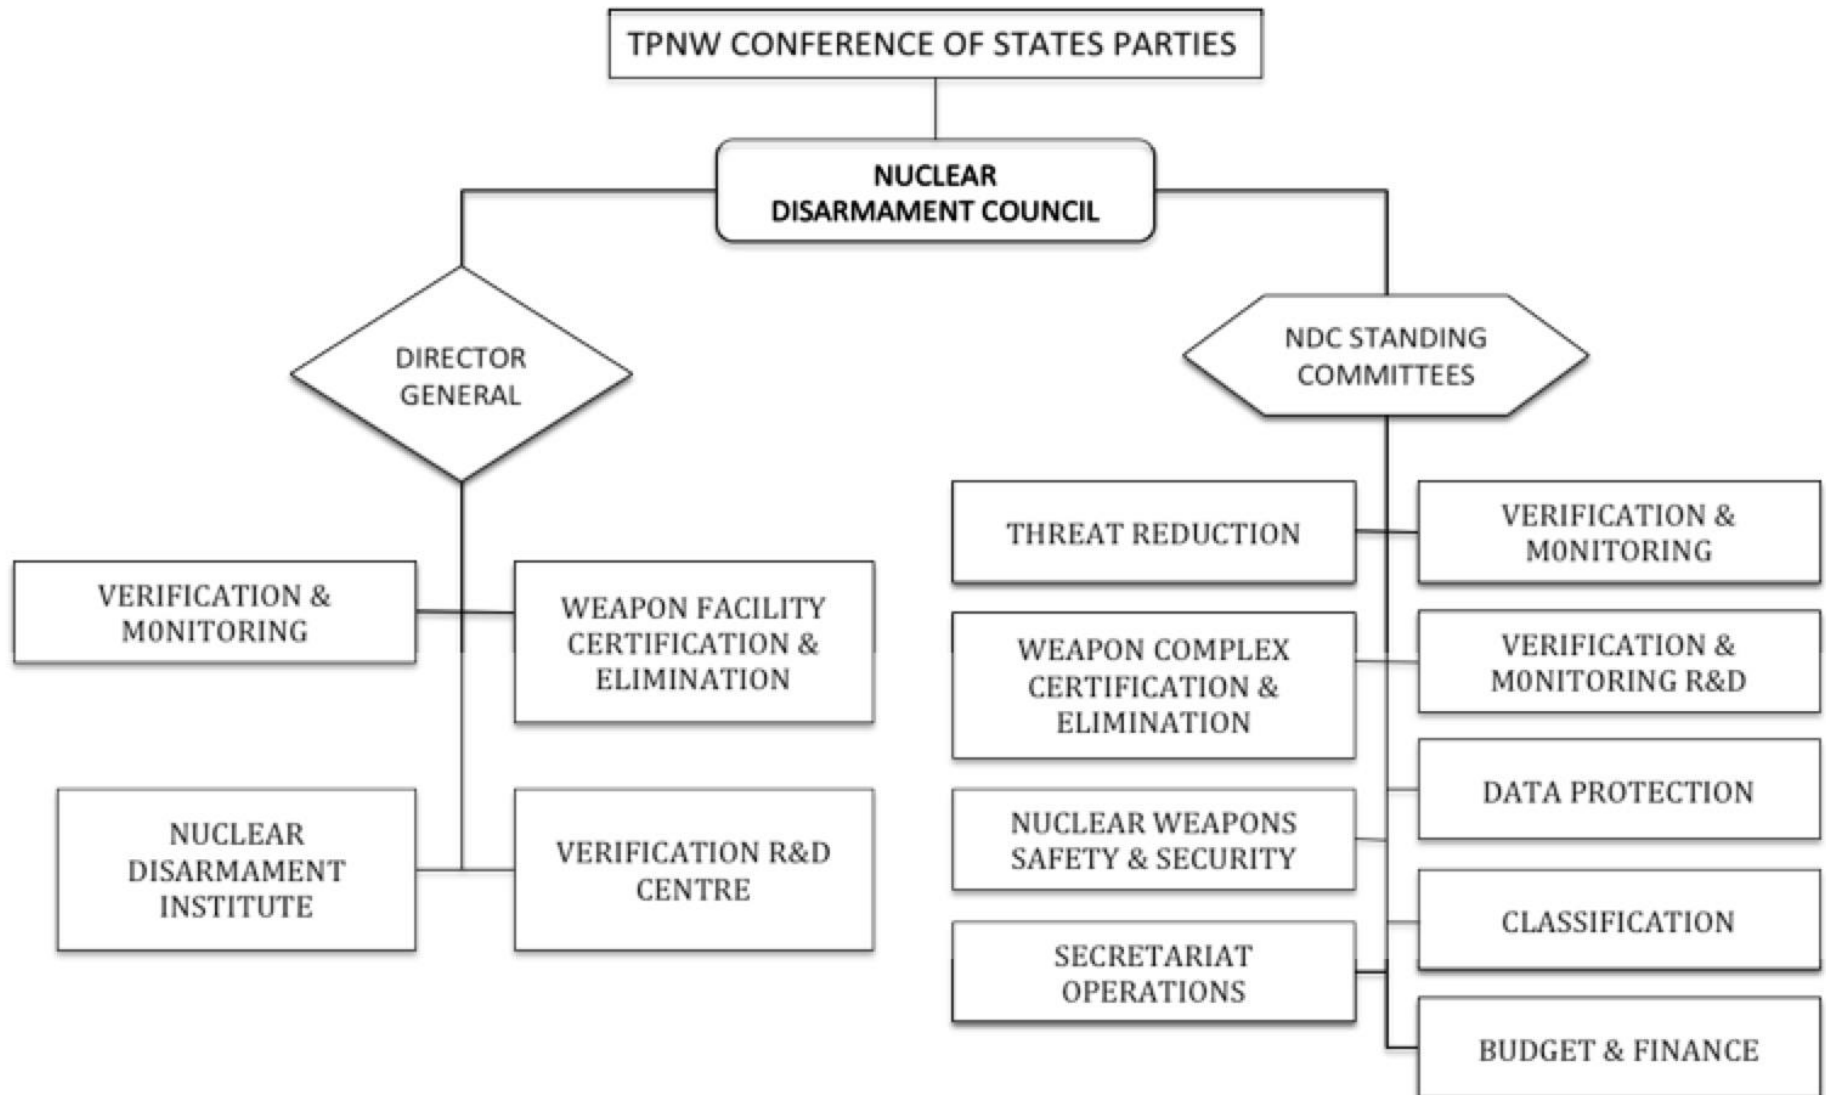 TPNW CONFERENCE OF STATES PARTIES
NUCLEAR
DISARMAMENT COUNCIL
DIRECTOR
GENERAL
VERIFICATION &
M0NITORING
WEAPON FACILITY
CERTIFICATION &
ELIMINATION
NUCLEAR
DISARMAMENT
INSTITUTE
VERIFICATION R&D
CENTRE
NDC STANDING
COMMITTEES
THREAT REDUCTION
VERIFICATION &
M0NITORING
WEAPON COMPLEX
CERTIFICATION &
ELIMINATION
VERIFICATION &
M0NITORING R&D
NUCLEAR WEAPONS
SAFETY & SECURITY
DATA PROTECTION
SECRETARIAT
OPERATIONS
CLASSIFICATION
BUDGET & FINANCE